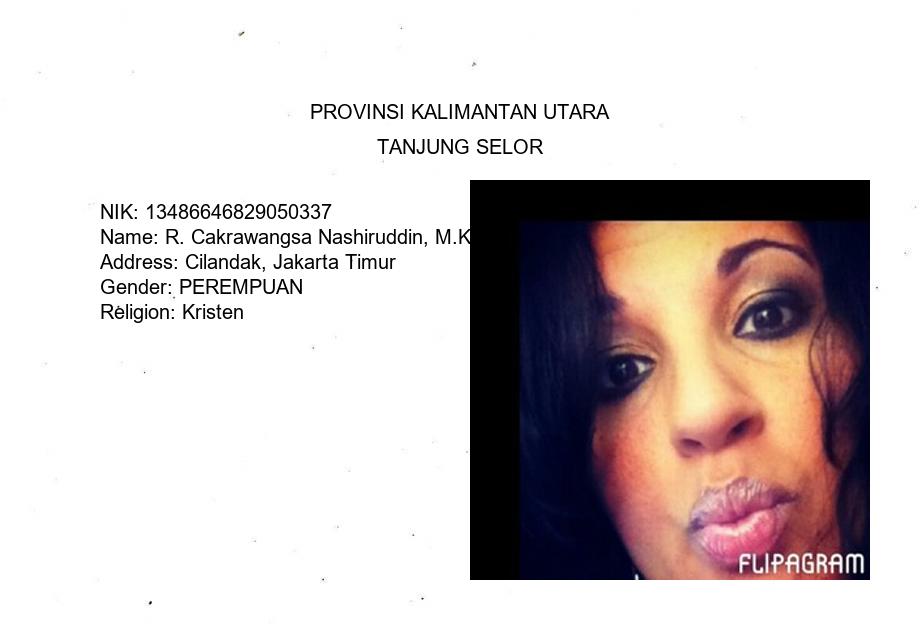 PROVINSI KALIMANTAN UTARA
TANJUNG SELOR
NIK: 13486646829050337
Name: R. Cakrawangsa Nashiruddin, M.K
Address: Cilandak, Jakarta Timur
Gender: PEREMPUAN
Religion: Kristen
FLIPAGRAM